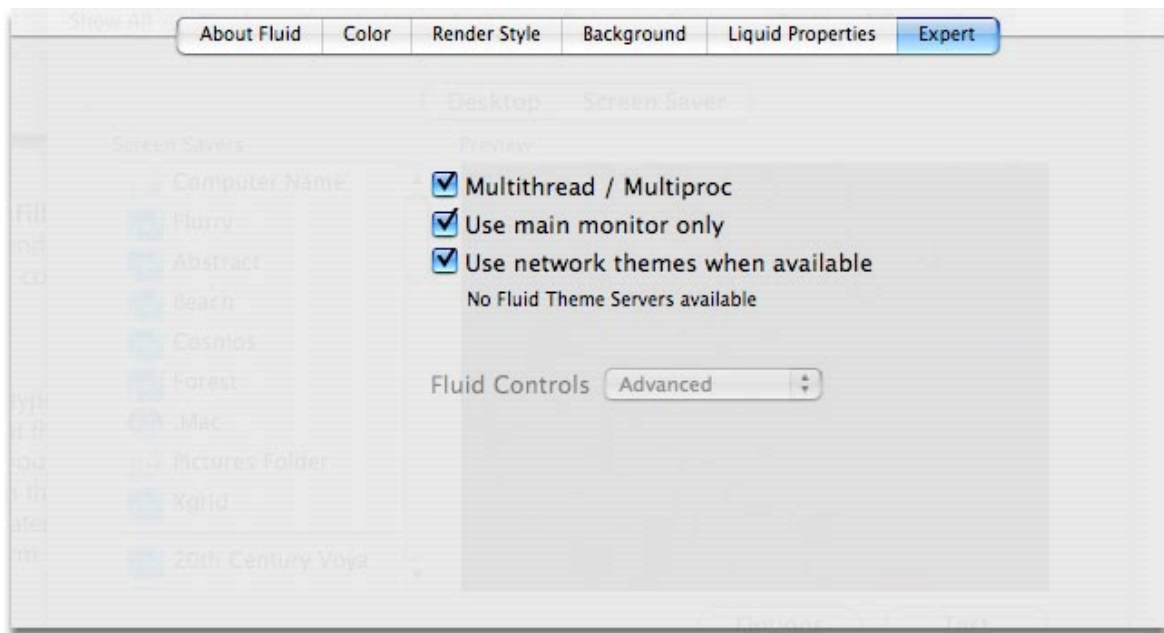 Show All
About Fluid Color Render Style Background Liquid Properties Expert
Desktop Screen Saver
Screen Savers Preview
Computer Name
Multithread / Multiproc
Flurry
Use main monitor only
Abstract
Use network themes when available
Beach
No Fluid Theme Servers available
Cosmos
Forest
Fluid Controls Advanced
.Mac
Pictures Folder
Xgrid
20th Century Voya
Options Test